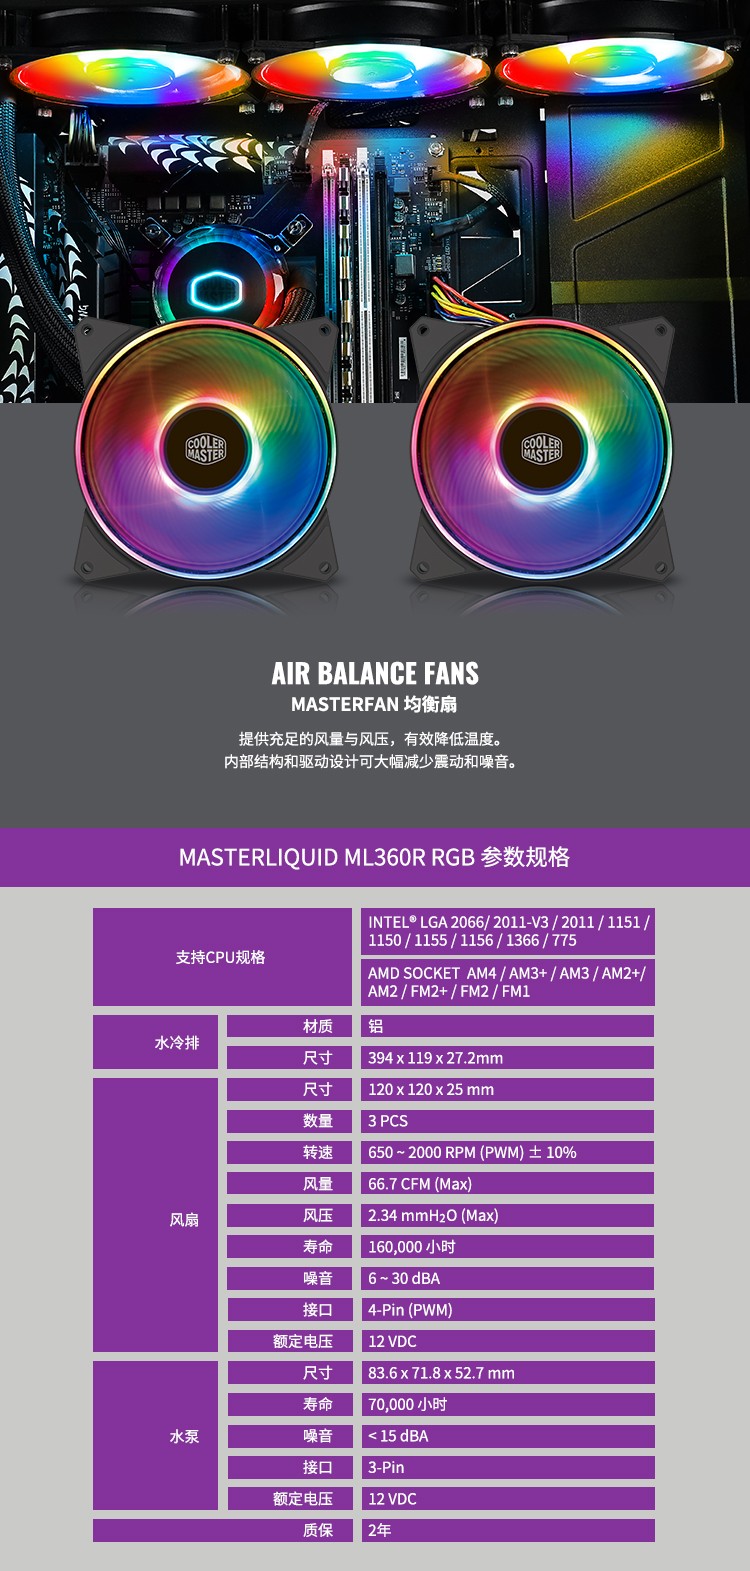 COOLER
MASTER
COOLER
MASTER
AIR BALANCE FANS
MASTERFAN 均衡扇
提供充足的风量与风压，有效降低温度。
内部结构和驱动设计可大幅减少震动和噪音。
MASTERLIQUID ML360R RGB 参数规格
支持CPU规格
INTEL® LGA 2066/ 2011-V3 / 2011 / 1151 /
1150 / 1155 / 1156 / 1366 / 775
AMD SOCKET AM4 / AM3+ / AM3 / AM2+/
AM2 / FM2+ / FM2 / FM1
水冷排
材质 铝
尺寸 394 x 119 x 27.2mm
风扇
尺寸 120 x 120 x 25 mm
数量 3 PCS
转速 650 ~ 2000 RPM (PWM) ± 10%
风量 66.7 CFM (Max)
风压 2.34 mmH₂O (Max)
寿命 160,000 小时
噪音 6 ~ 30 dBA
接口 4-Pin (PWM)
额定电压 12 VDC
水泵
尺寸 83.6 x 71.8 x 52.7 mm
寿命 70,000 小时
噪音 < 15 dBA
接口 3-Pin
额定电压 12 VDC
质保 2年